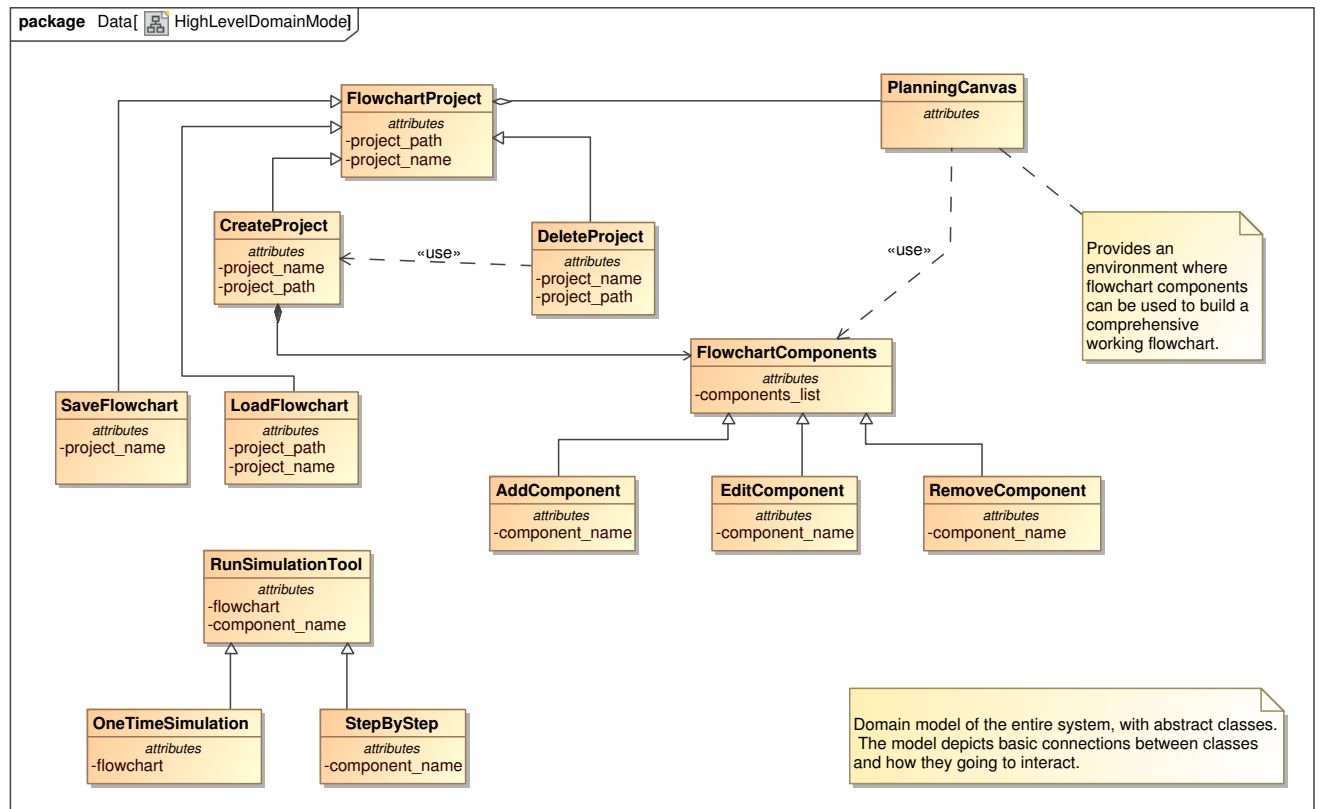 package Data[ HighLevelDomainMode]
FlowchartProject
attributes
-project_path
-project_name
PlanningCanvas
attributes
CreateProject
attributes
-project_name
-project_path
«use»
DeleteProject
attributes
-project_name
-project_path
«use»
Provides an
environment where
flowchart components
can be used to build a
comprehensive
working flowchart.
FlowchartComponents
attributes
-components_list
SaveFlowchart
attributes
-project_name
LoadFlowchart
attributes
-project_path
-project_name
AddComponent
attributes
-component_name
EditComponent
attributes
-component_name
RemoveComponent
attributes
-component_name
RunSimulationTool
attributes
-flowchart
-component_name
OneTimeSimulation
attributes
-flowchart
StepByStep
attributes
-component_name
Domain model of the entire system, with abstract classes.
The model depicts basic connections between classes
and how they going to interact.